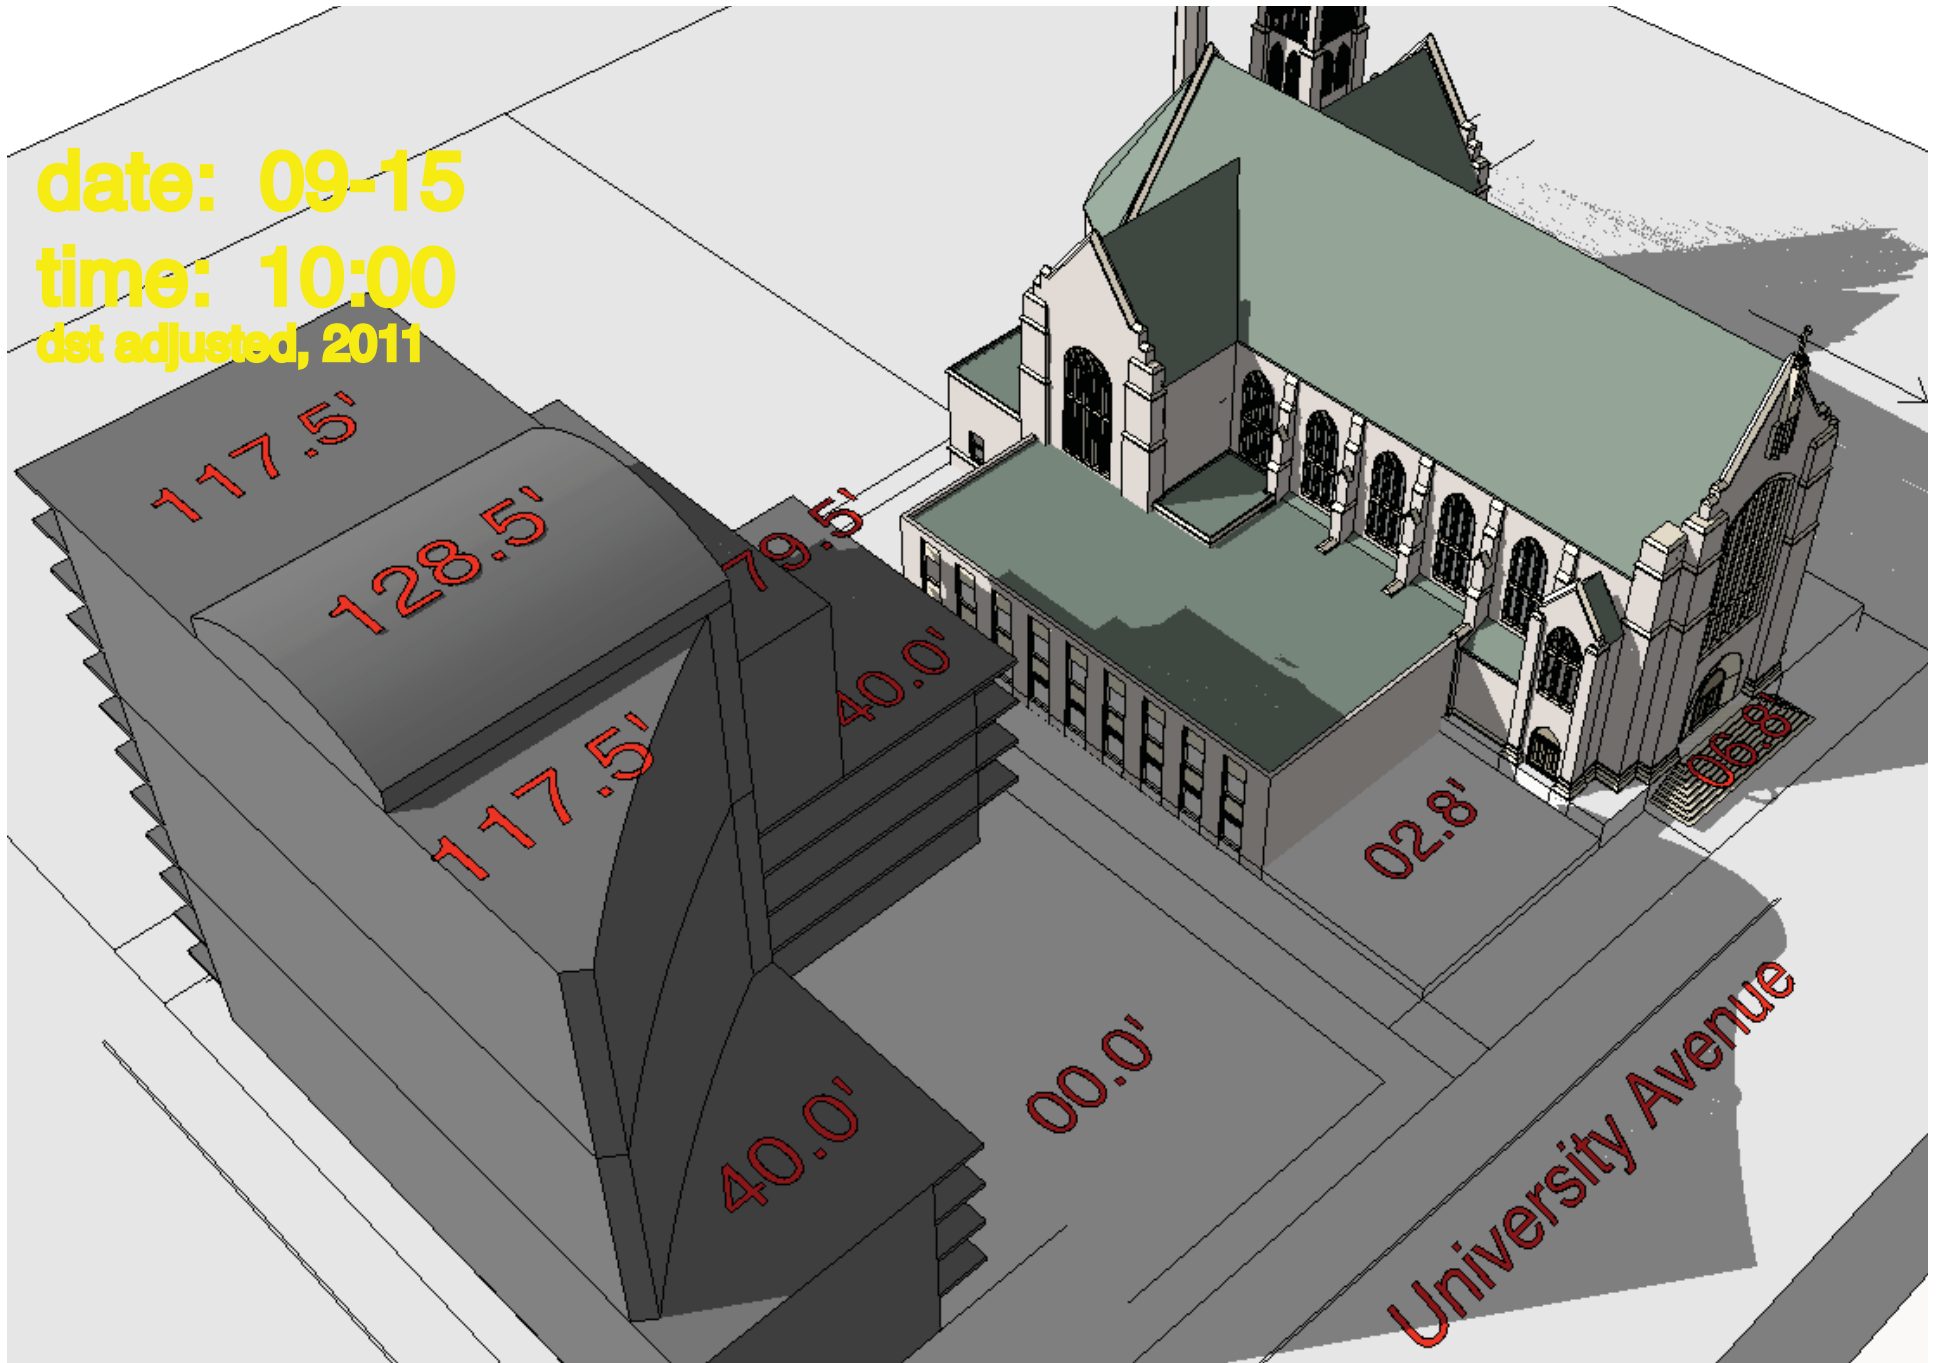 date: 09-15
time: 10:00
dst adjusted, 2011
117.5'
128.5'
79.5'
117.5'
40.0'
06.8'
02.8'
00.0'
40.0'
University Avenue